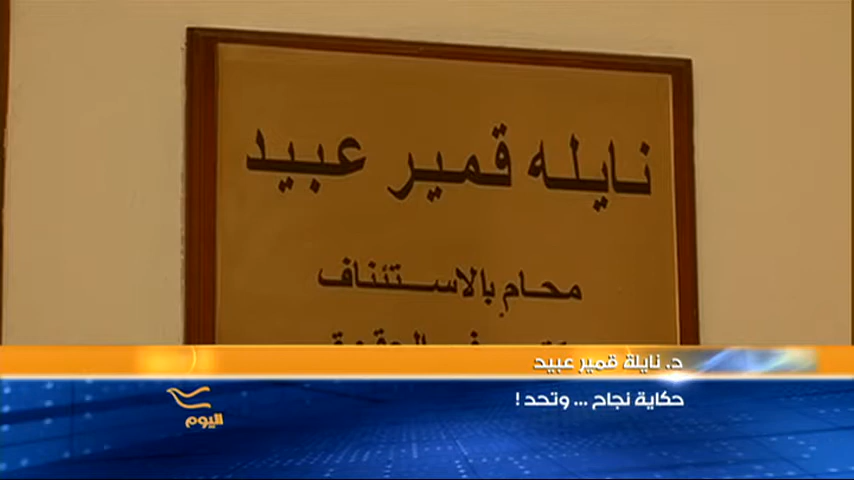 نايله قمير عبيد
محام بالاستئناف
د. نايلة قمير عبيد
حكاية نجاح ... وتحد !
اليوم